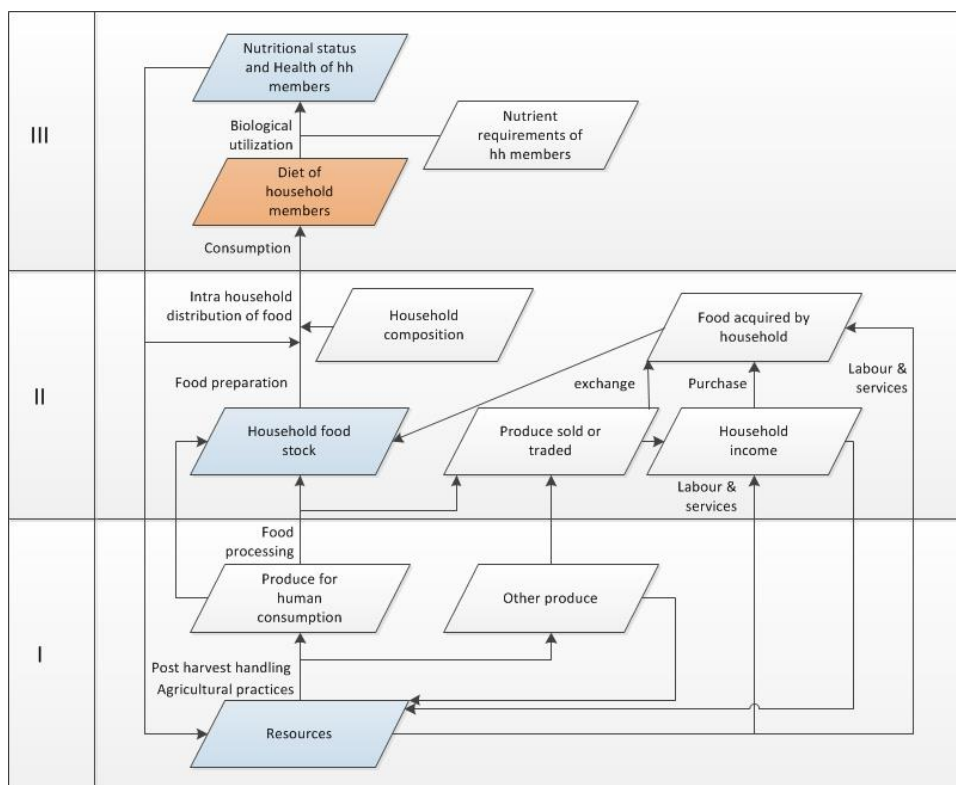 III
Nutritional status
and Health of hh
members
Biological
utilization
Nutrient
requirements of
hh members
Diet of
household
members
Consumption
II
Intra household
distribution of food
Household
composition
Food acquired by
household
Food preparation
exchange
Purchase
Labour &
services
Household food
stock
Produce sold or
traded
Household
income
Labour &
services
I
Food
processing
Produce for
human
consumption
Other produce
Post harvest handling
Agricultural practices
Resources